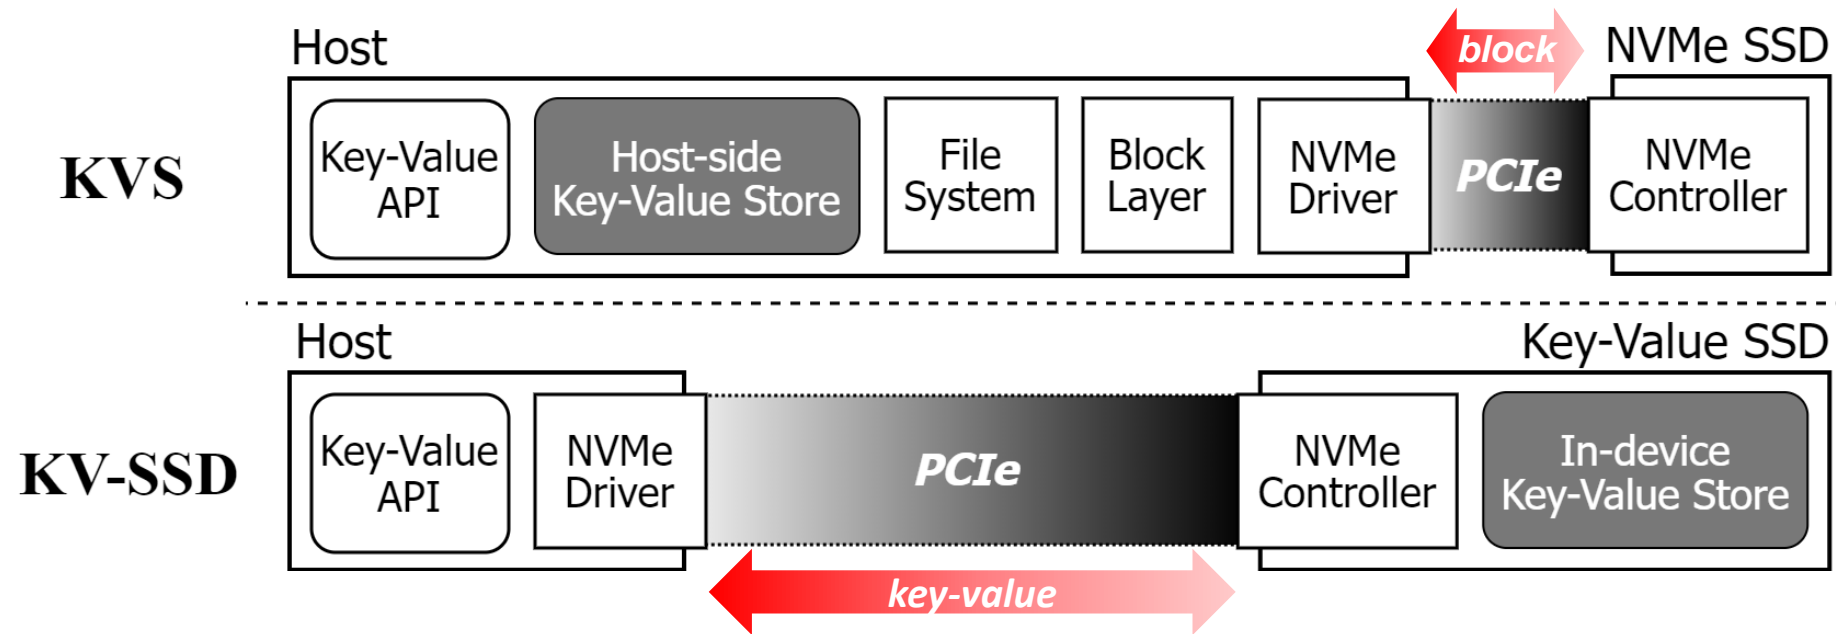 Host
block
NVMe SSD
KVS
Key-Value
API
Host-side
Key-Value Store
File
System
Block
Layer
NVMe
Driver
PCIe
NVMe
Controller
Host
Key-Value SSD
KV-SSD
Key-Value
API
NVMe
Driver
PCIe
NVMe
Controller
In-device
Key-Value Store
key-value